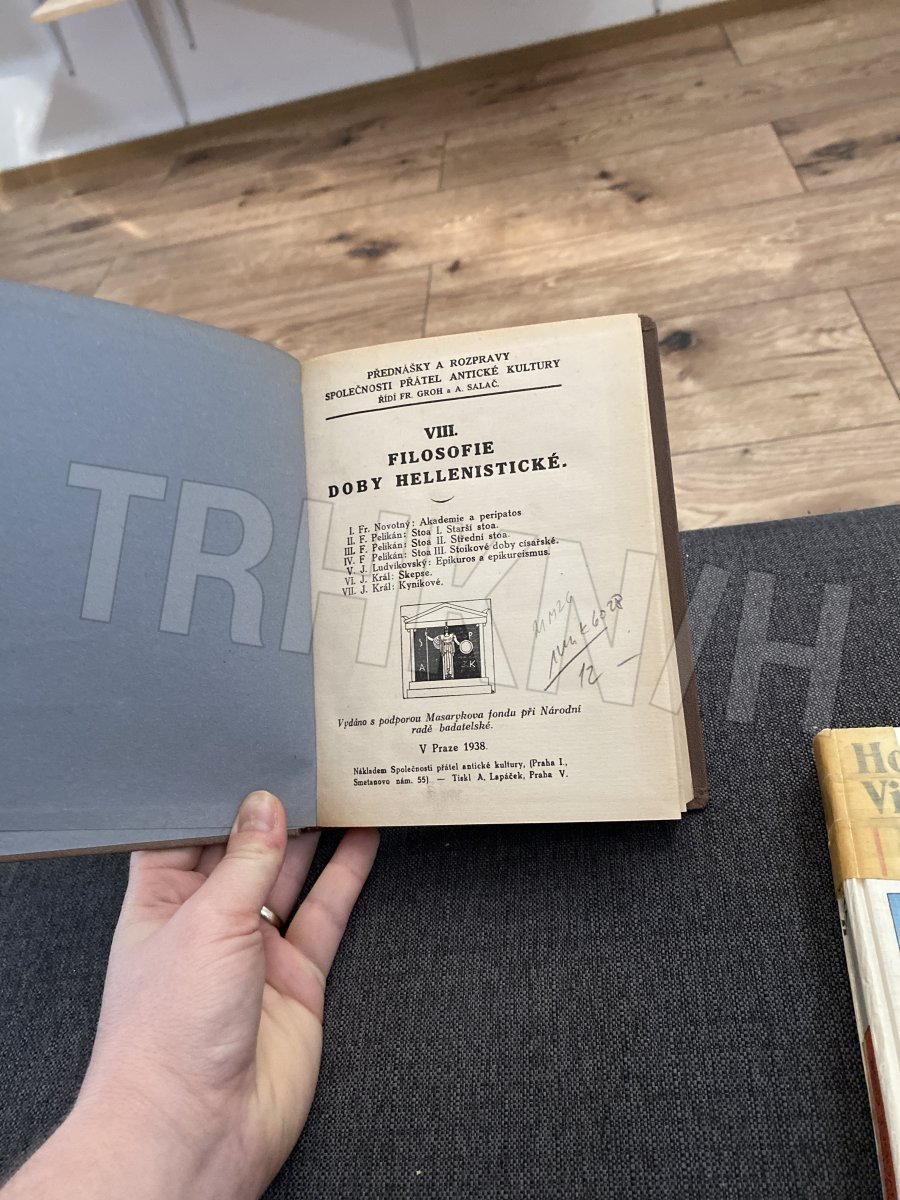 PŘEDNÁŠKY A ROZPRAVY
SPOLEČNOSTI PŘÁTEL ANTICKÉ KULTURY
ŘÍDÍ FR. GROH a A. SALAČ.
VIII.
FILOSOFIE
DOBY HELLENISTICKÉ.
I. Fr. Novotný: Akademie a peripatos
II. F. Pelikán: Stoa I. Starší stoa.
III. F. Pelikán: Stoa II. Střední stoa.
IV. F Pelikán: Stoa III. Stoikové doby císařské.
V. J. Ludvíkovský: Epikuros a epikureismus.
VI. J. Král: Skepse.
VII. J. Král: Kynikové.
S P
A K
12 —
Vydáno s podporou Masarykova fondu při Národní
radě badatelské.
V Praze 1938.
Nákladem Společnosti přátel antické kultury, (Praha I.,
Smetanovo nám. 55) — Tiskl A. Lapáček, Praha V.
TRHKNIH
Ho
Vi